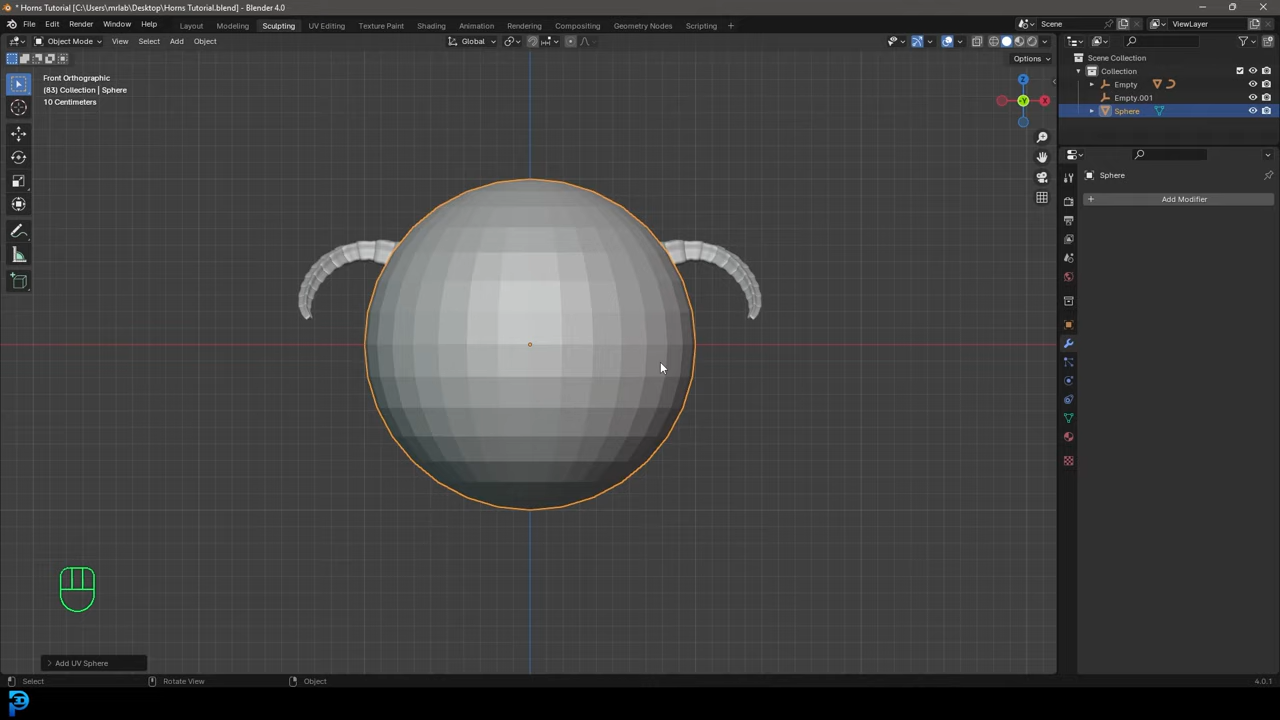 * Horns Tutorial [C:\Users\mrlab\Desktop\Horns Tutorial.blend] - Blender 4.0
File Edit Render Window Help Layout Modeling Sculpting UV Editing Texture Paint Shading Animation Rendering Compositing Geometry Nodes Scripting + Scene ViewLayer
Object Mode View Select Add Object Global
Options
Front Orthographic
(83) Collection | Sphere
10 Centimeters
Z
Y
X
Scene Collection
Collection
Empty
Empty.001
Sphere
Sphere
+ Add Modifier
> Add UV Sphere
Select Rotate View Object 4.0.1